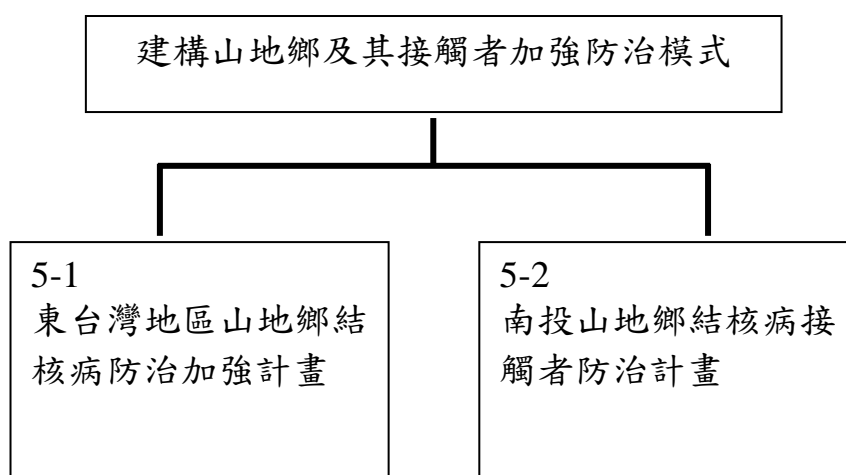 建構山地鄉及其接觸者加強防治模式
5-1
東台灣地區山地鄉結
核病防治加強計畫
5-2
南投山地鄉結核病接
觸者防治計畫